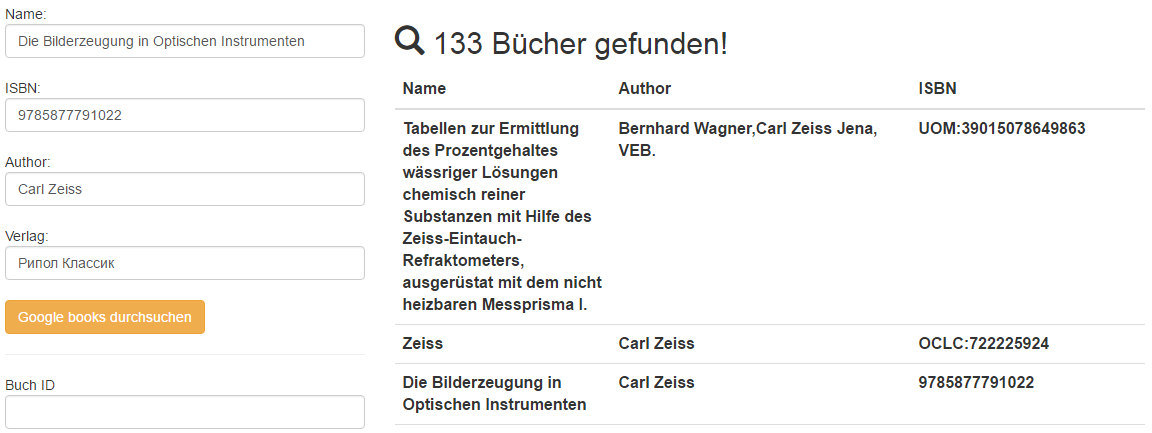 Name:
Die Bilderzeugung in Optischen Instrumenten
ISBN:
9785877791022
Author:
Carl Zeiss
Verlag:
Рипол Классик
Google books durchsuchen
Buch ID
133 Bücher gefunden!
Name Author ISBN
Tabellen zur Ermittlung
des Prozentgehaltes
wässriger Lösungen
chemisch reiner
Substanzen mit Hilfe des
Zeiss-Eintauch-
Refraktometers,
ausgerüstat mit dem nicht
heizbaren Messprisma I.
Bernhard Wagner,Carl Zeiss Jena,
VEB.
UOM:39015078649863
Zeiss Carl Zeiss OCLC:722225924
Die Bilderzeugung in
Optischen Instrumenten
Carl Zeiss
9785877791022